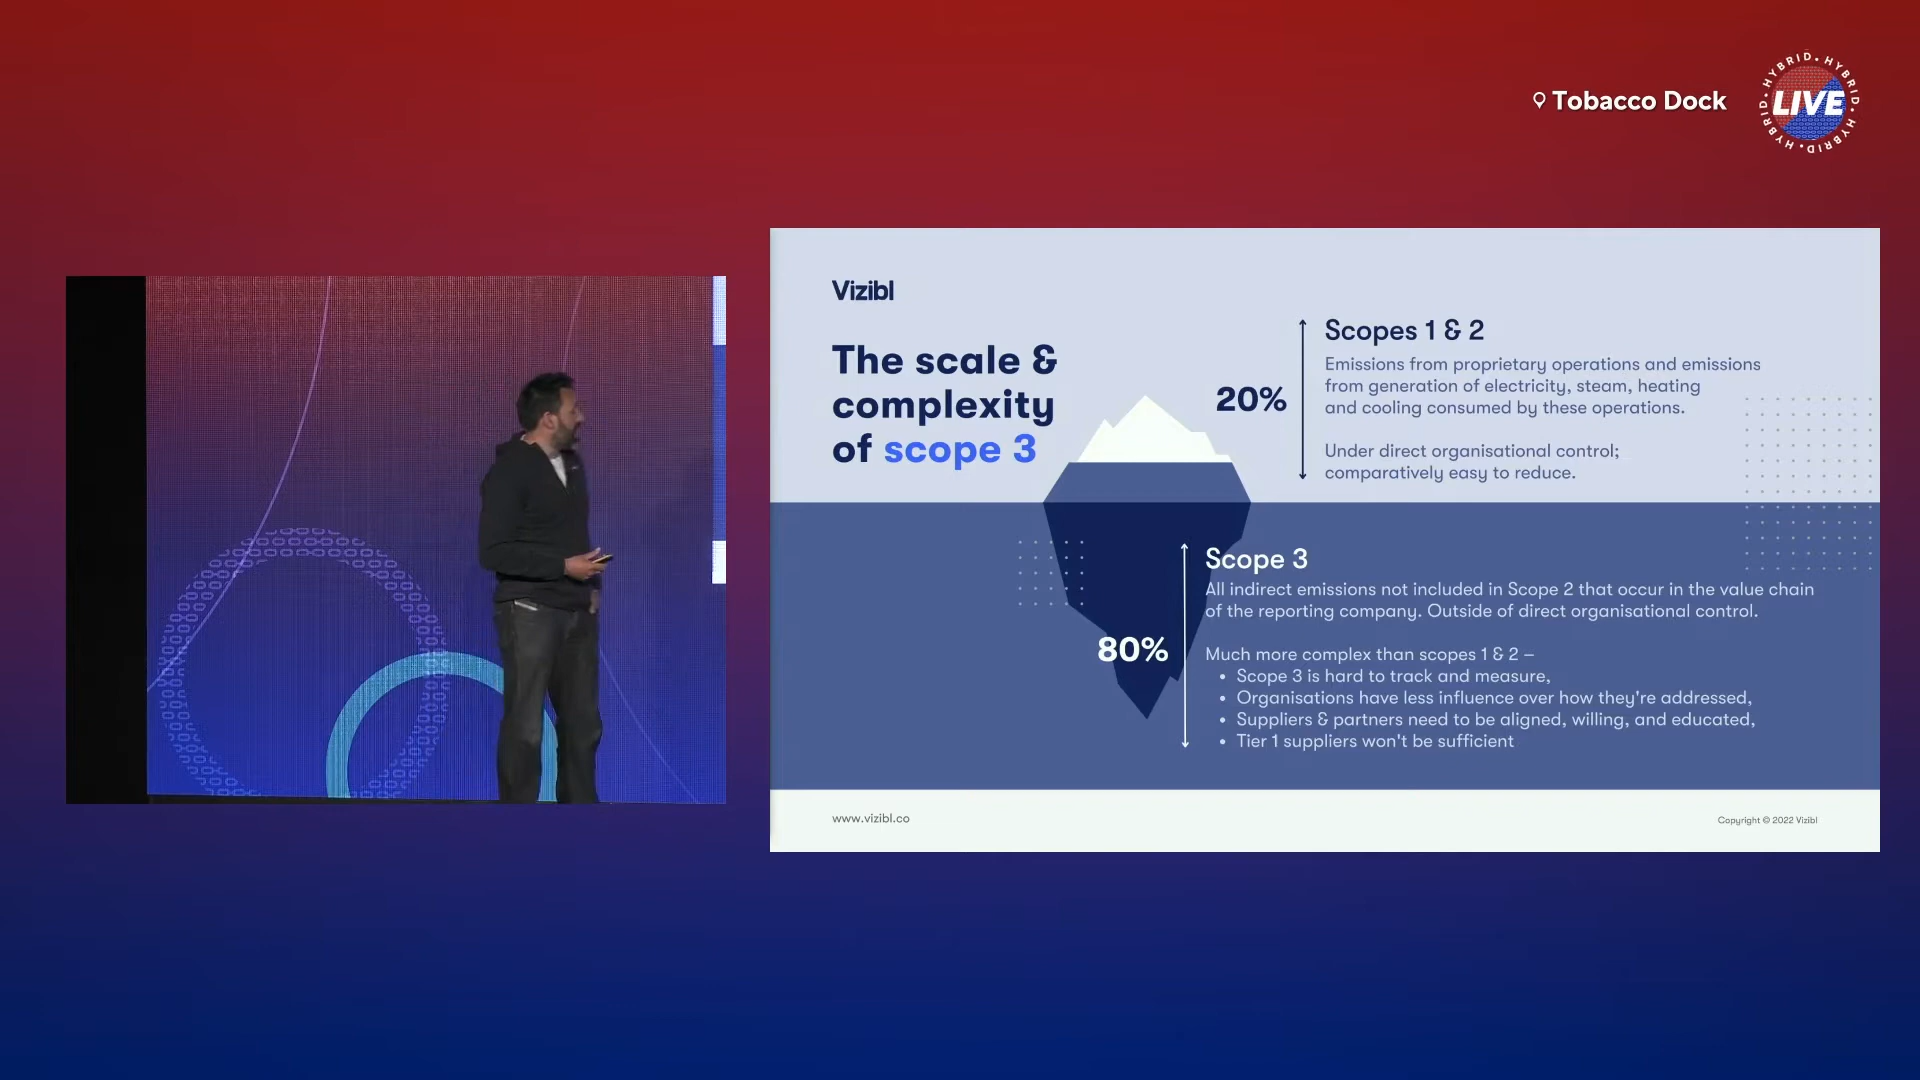 Tobacco Dock
HYBRID • HYBRID • HYBRID • HYBRID •
LIVE
Vizibl
The scale &
complexity
of scope 3
20%
Scopes 1 & 2
Emissions from proprietary operations and emissions
from generation of electricity, steam, heating
and cooling consumed by these operations.
Under direct organisational control;
comparatively easy to reduce.
80%
Scope 3
All indirect emissions not included in Scope 2 that occur in the value chain
of the reporting company. Outside of direct organisational control.
Much more complex than scopes 1 & 2 –
• Scope 3 is hard to track and measure,
• Organisations have less influence over how they're addressed,
• Suppliers & partners need to be aligned, willing, and educated,
• Tier 1 suppliers won't be sufficient
www.vizibl.co
Copyright © 2022 Vizibl